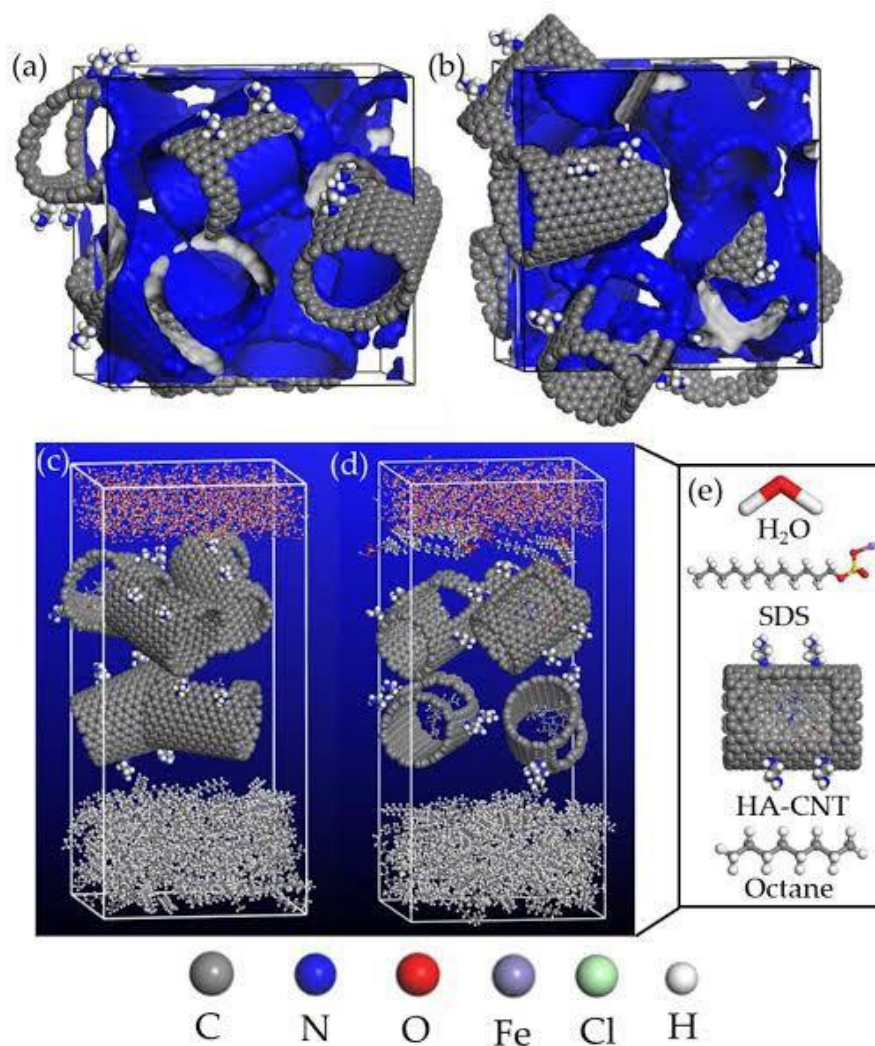 (a)
(b)
(c)
(d)
(e)
H₂O
SDS
HA-CNT
Octane
C N O Fe Cl H